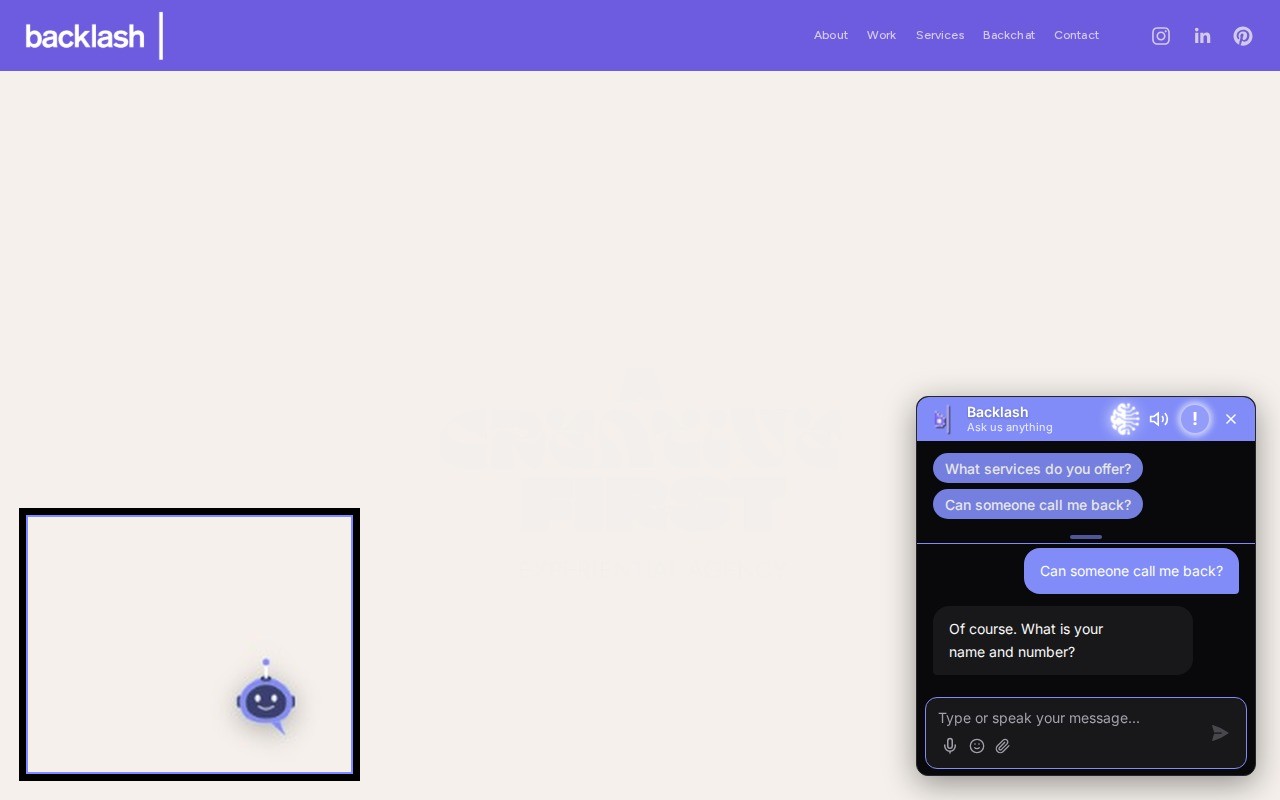 backlash
About Work Services Backchat Contact
Backlash
Ask us anything
What services do you offer?
Can someone call me back?
Can someone call me back?
Of course. What is your
name and number?
Type or speak your message...